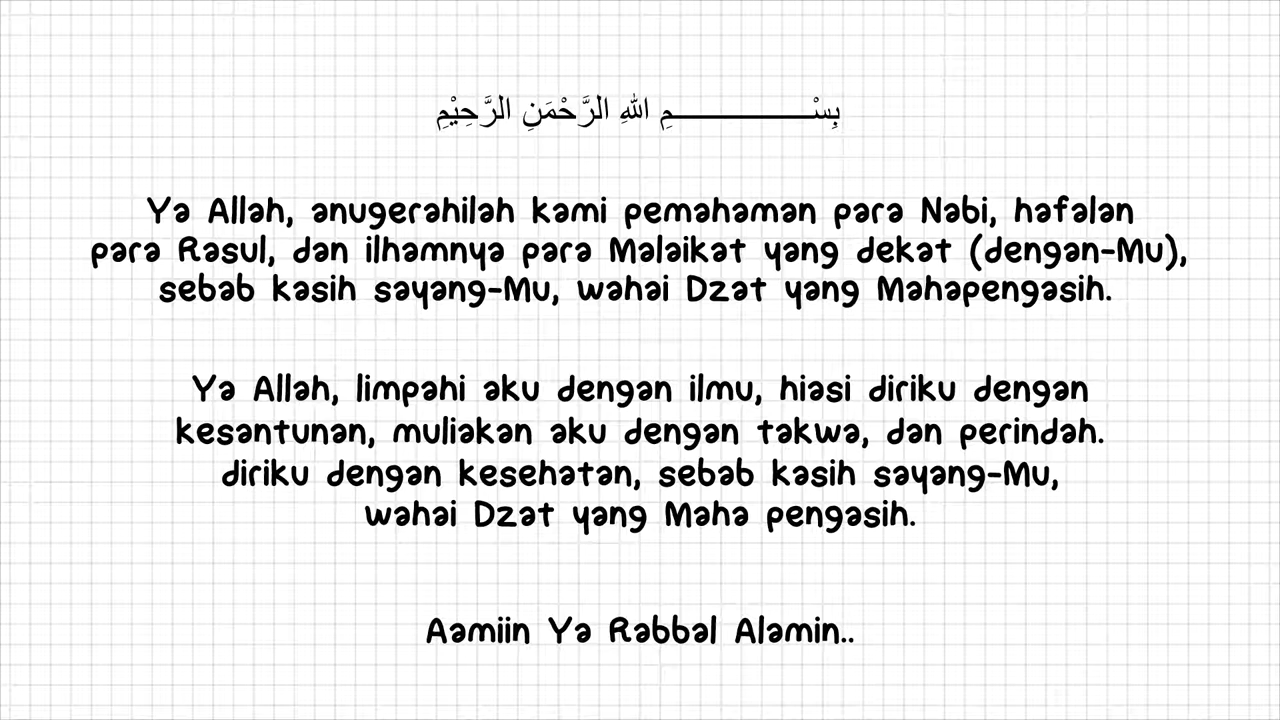 بِسْـــــــــــــــــمِ اللهِ الرَّحْمَنِ الرَّحِيْمِ
Ya Allah, anugerahilah kami pemahaman para Nabi, hafalan
para Rasul, dan ilhamnya para Malaikat yang dekat (dengan-Mu),
sebab kasih sayang-Mu, wahai Dzat yang Mahapengasih.
Ya Allah, limpahi aku dengan ilmu, hiasi diriku dengan
kesantunan, muliakan aku dengan takwa, dan perindah.
diriku dengan kesehatan, sebab kasih sayang-Mu,
wahai Dzat yang Maha pengasih.
Aamiin Ya Rabbal Alamin..